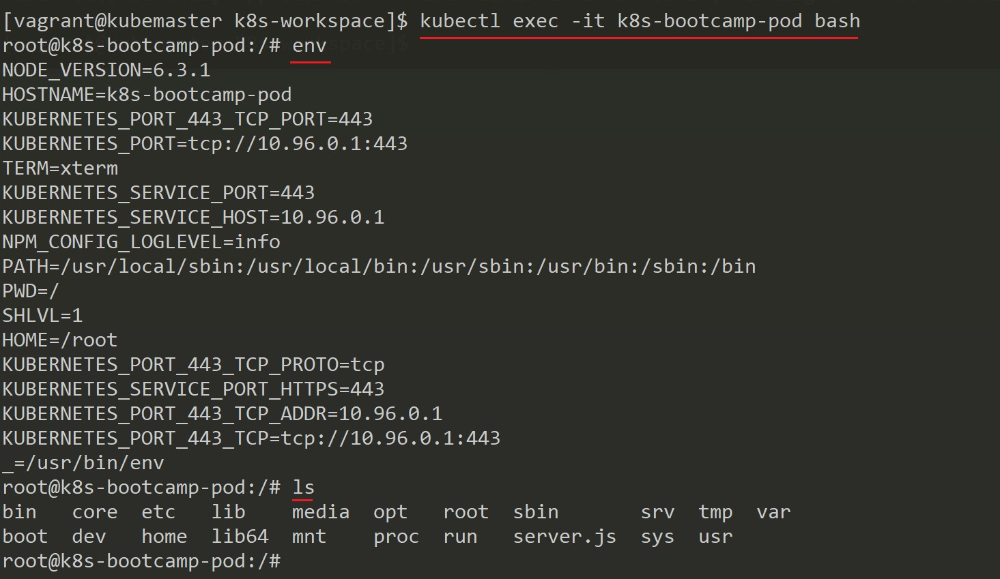 [vagrant@kubemaster k8s-workspace]$ kubectl exec -it k8s-bootcamp-pod bash
root@k8s-bootcamp-pod:/# env
NODE_VERSION=6.3.1
HOSTNAME=k8s-bootcamp-pod
KUBERNETES_PORT_443_TCP_PORT=443
KUBERNETES_PORT=tcp://10.96.0.1:443
TERM=xterm
KUBERNETES_SERVICE_PORT=443
KUBERNETES_SERVICE_HOST=10.96.0.1
NPM_CONFIG_LOGLEVEL=info
PATH=/usr/local/sbin:/usr/local/bin:/usr/sbin:/usr/bin:/sbin:/bin
PWD=/
SHLVL=1
HOME=/root
KUBERNETES_PORT_443_TCP_PROTO=tcp
KUBERNETES_SERVICE_PORT_HTTPS=443
KUBERNETES_PORT_443_TCP_ADDR=10.96.0.1
KUBERNETES_PORT_443_TCP=tcp://10.96.0.1:443
_=/usr/bin/env
root@k8s-bootcamp-pod:/# ls
bin   core  etc   lib    media  opt   root  sbin       srv  tmp  var
boot  dev   home  lib64  mnt    proc  run   server.js  sys  usr
root@k8s-bootcamp-pod:/#